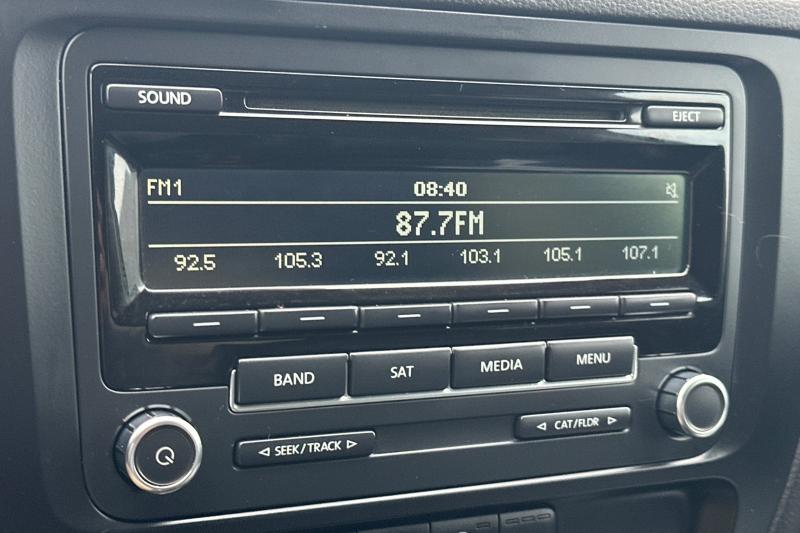 SOUND
EJECT
FM1 08:40
87.7FM
92.5 105.3 92.1 103.1 105.1 107.1
BAND SAT MEDIA MENU
SEEK/TRACK CAT/FLDR